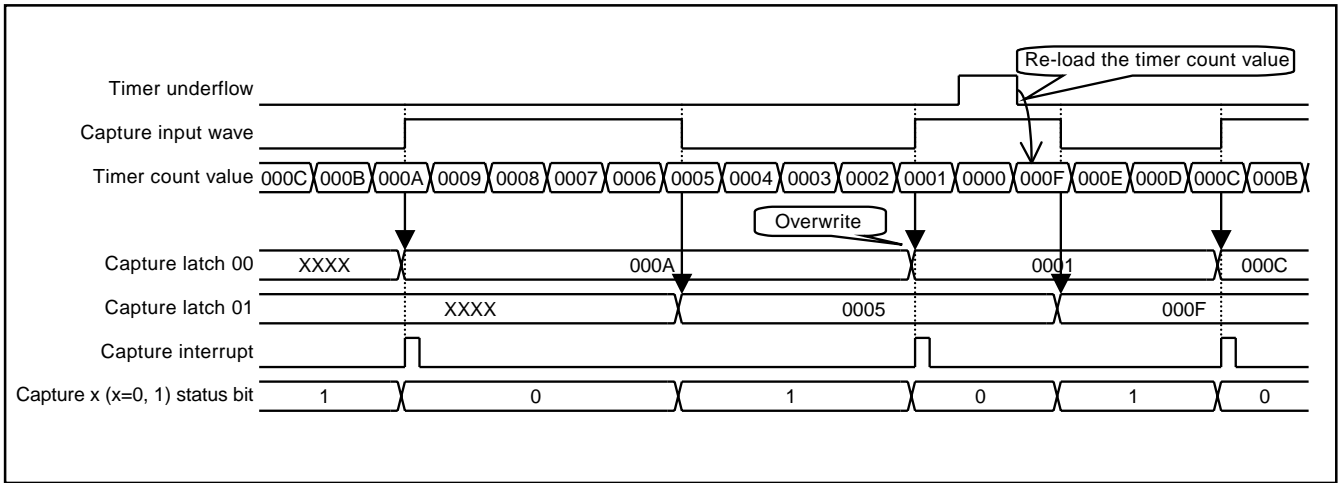 Re-load the timer count value
Timer underflow
Capture input wave
Timer count value 000C 000B 000A 0009 0008 0007 0006 0005 0004 0003 0002 0001 0000 000F 000E 000D 000C 000B
Overwrite
Capture latch 00 XXXX 000A 0001 000C
Capture latch 01 XXXX 0005 000F
Capture interrupt
Capture x (x=0, 1) status bit 1 0 1 0 1 0